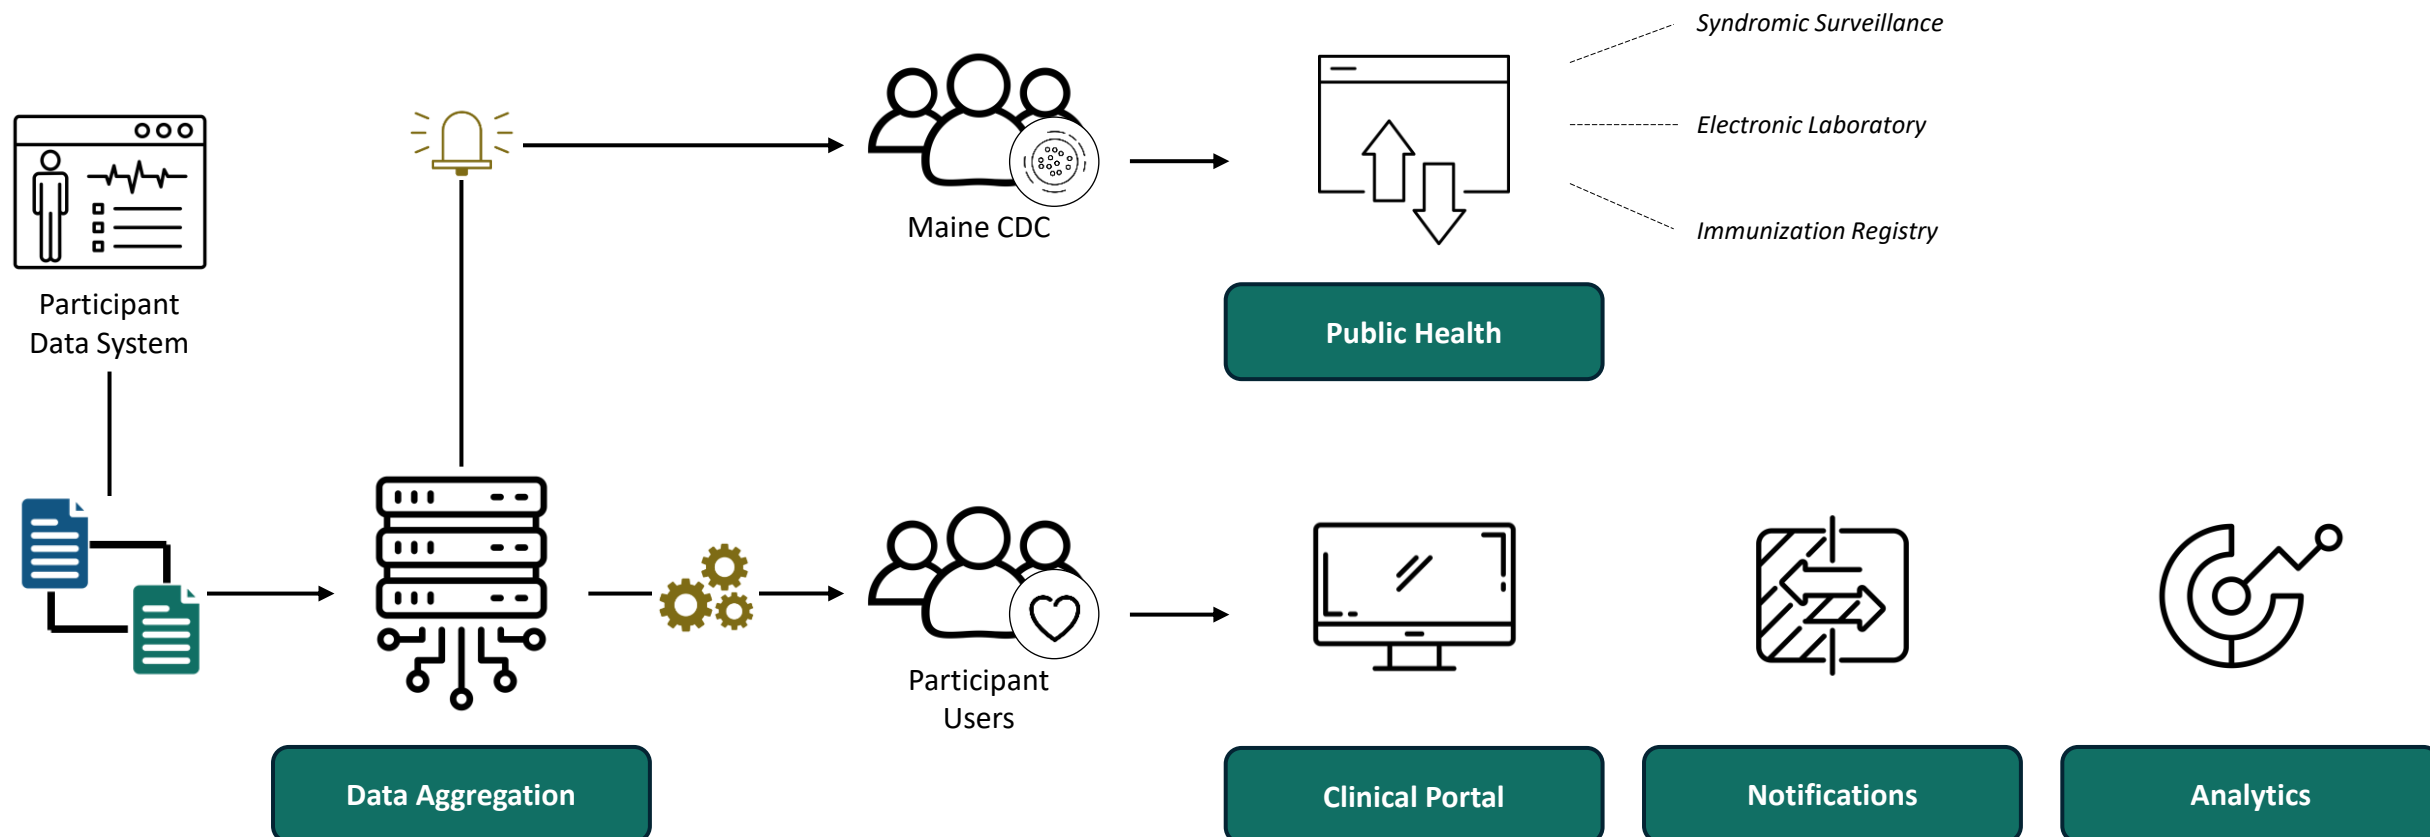 Syndromic Surveillance
Electronic Laboratory
Immunization Registry
Maine CDC
Participant
Data System
Public Health
Participant
Users
Data Aggregation
Clinical Portal
Notifications
Analytics